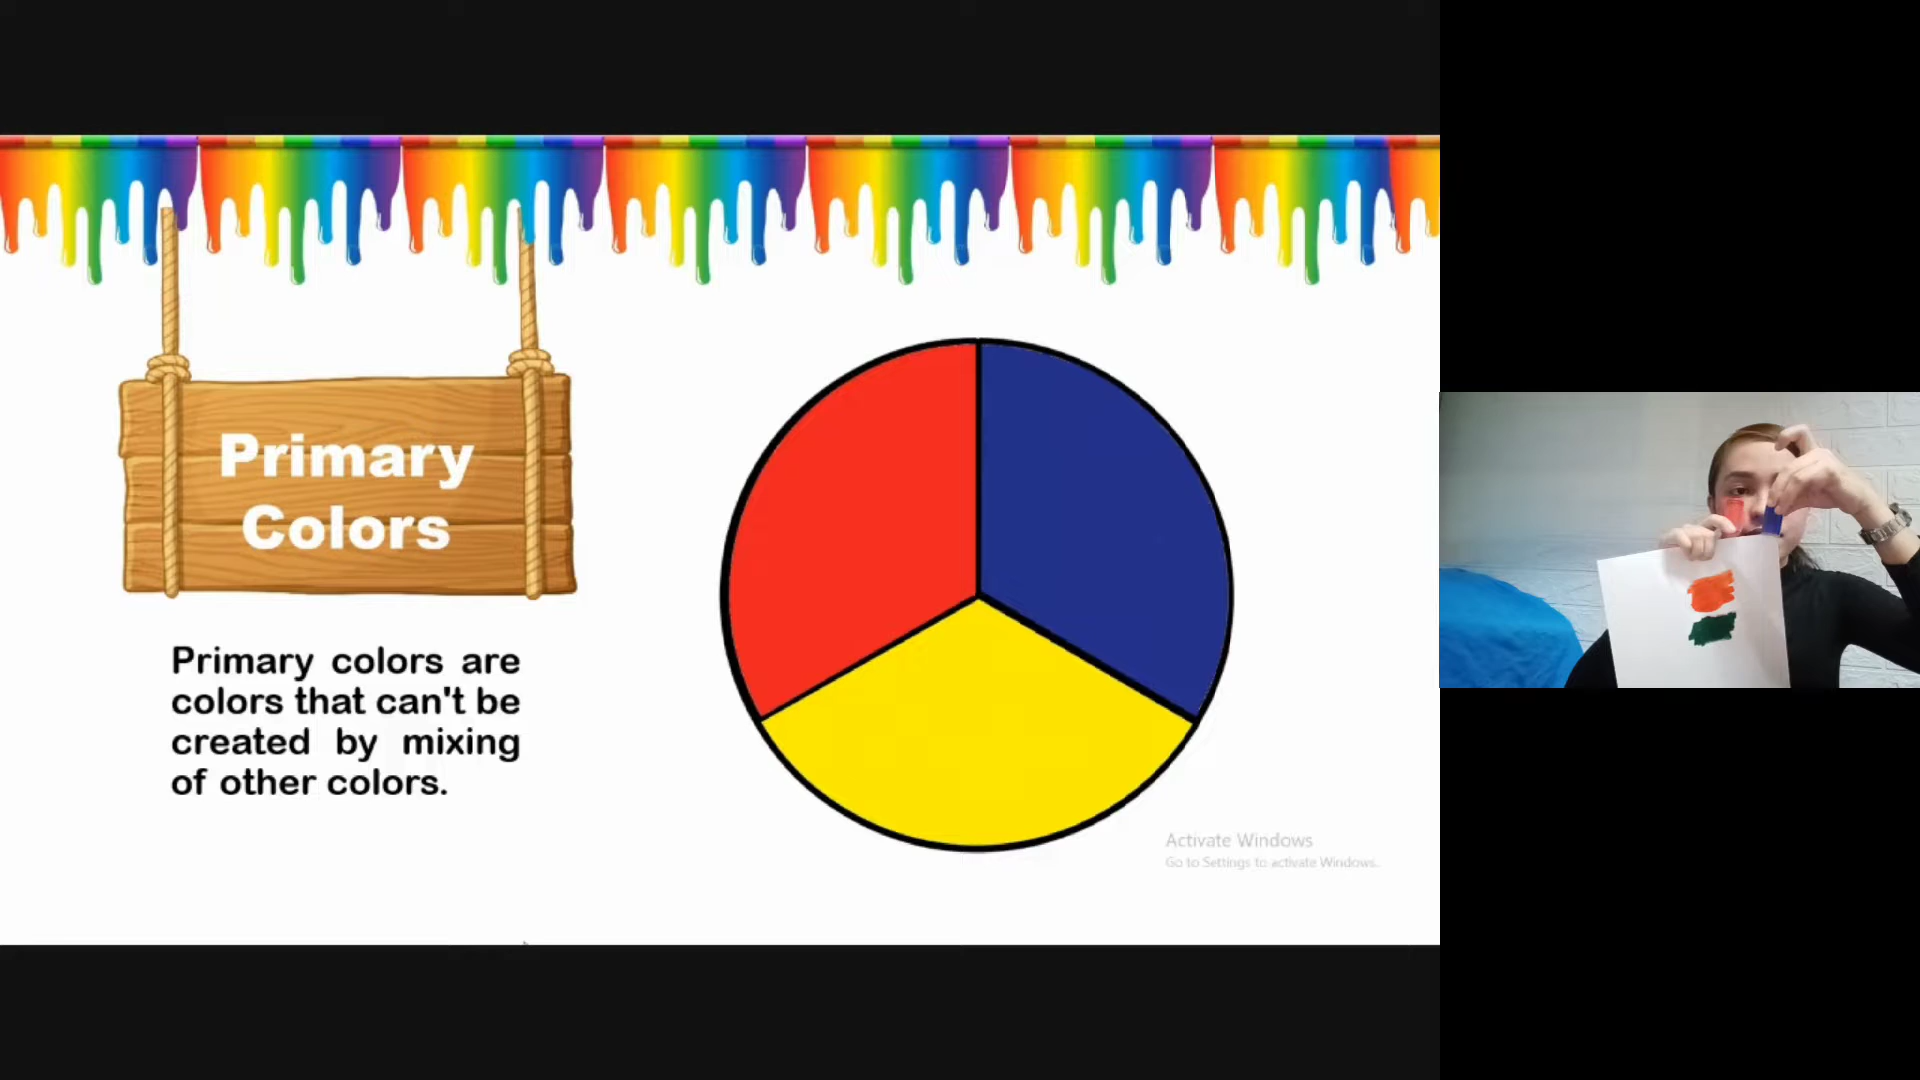 Primary
Colors
Primary colors are
colors that can't be
created by mixing
of other colors.
Activate Windows
Go to Settings to activate Windows.